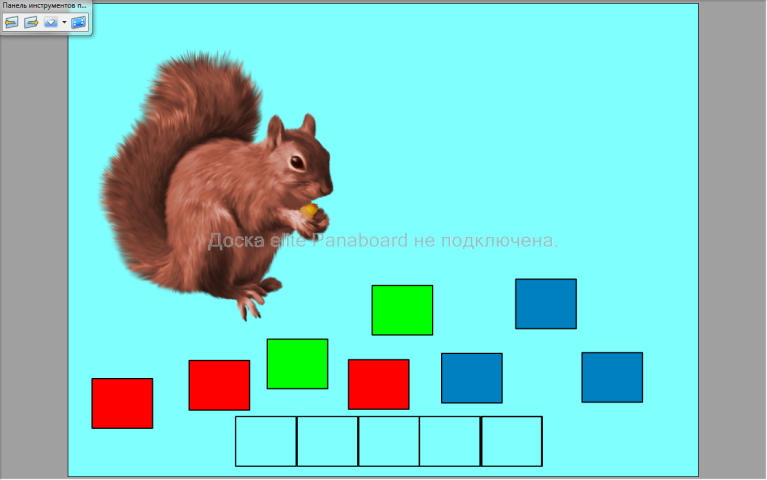 Панель инструментов п...
Доска elite Panaboard не подключена.